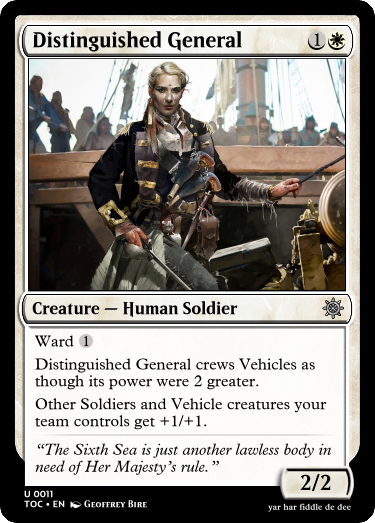 Distinguished General 1
Creature — Human Soldier
Ward 1
Distinguished General crews Vehicles as
though its power were 2 greater.
Other Soldiers and Vehicle creatures your
team controls get +1/+1.
“The Sixth Sea is just another lawless body in
need of Her Majesty’s rule.”
2/2
U 0011
TOC • EN Geoffrey Bire
yar har fiddle de dee